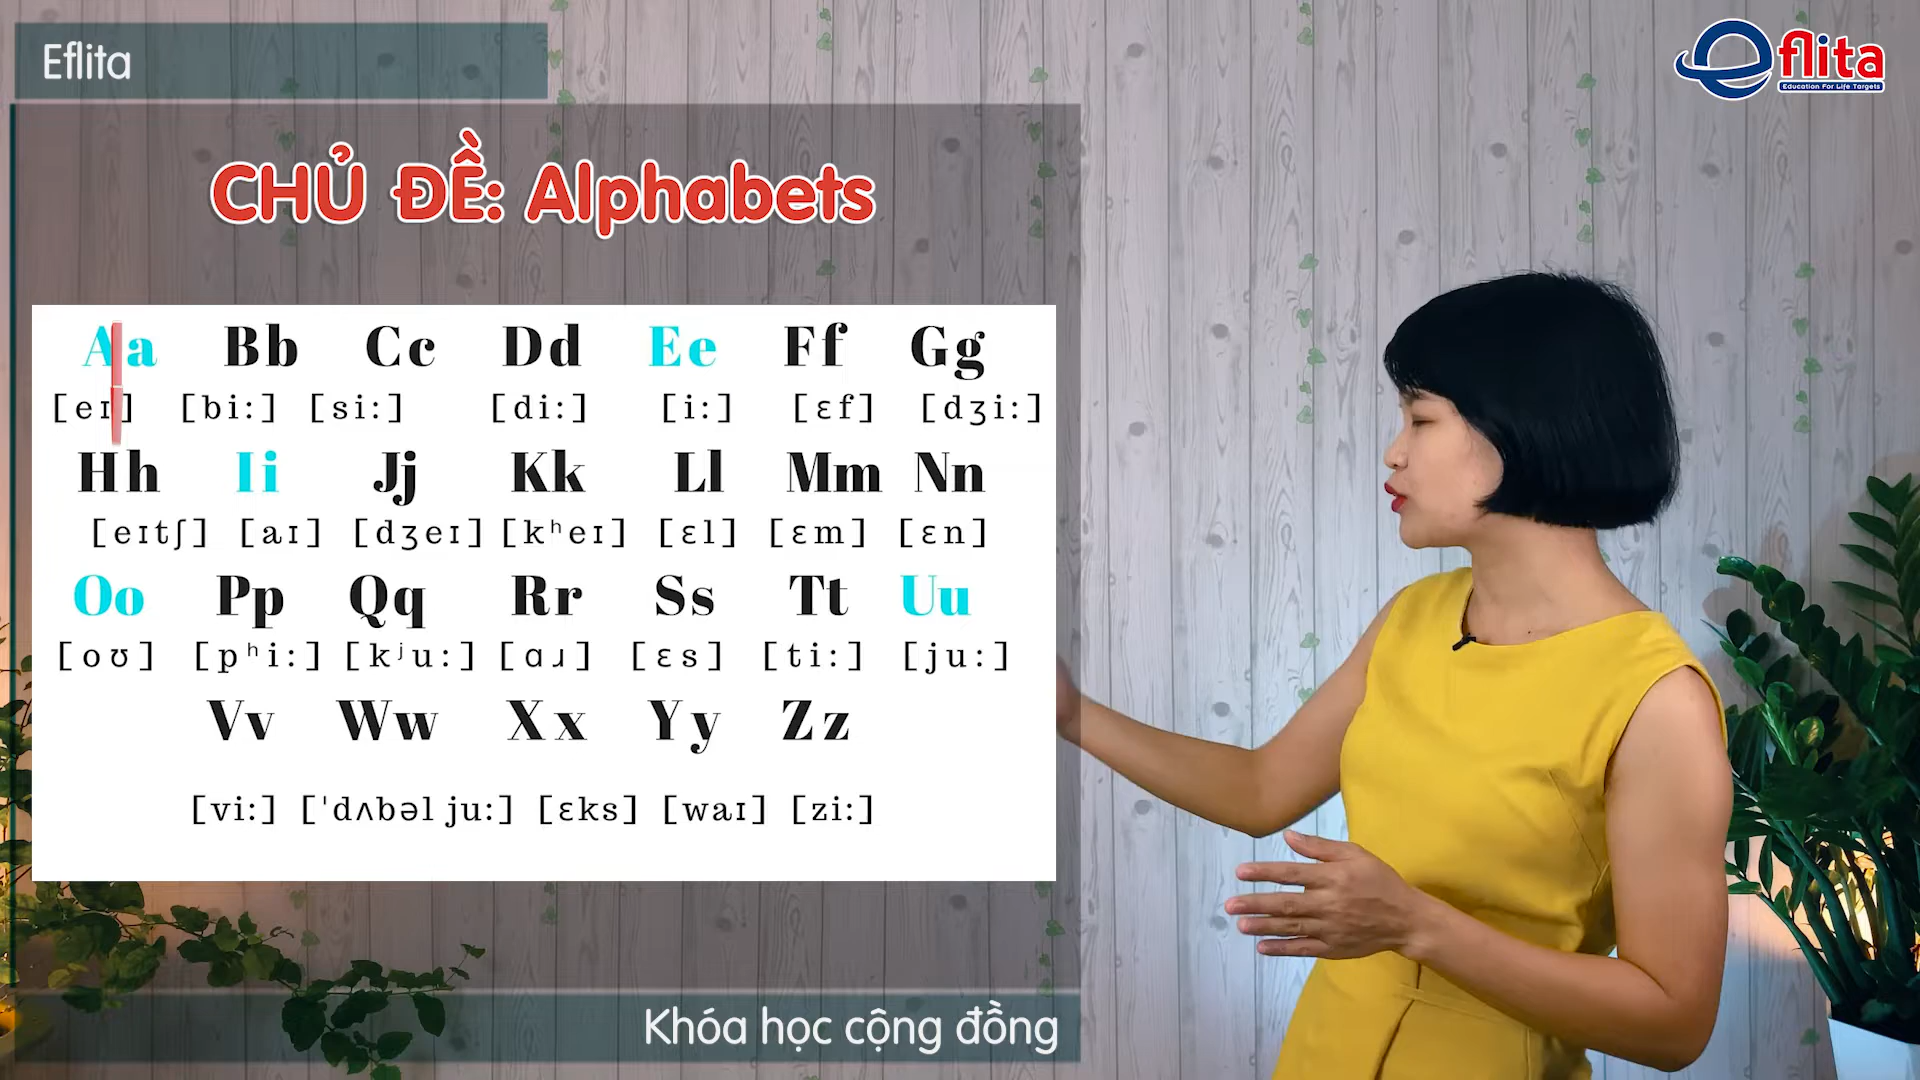 Eflita
eflita
Education For Life Targets
CHỦ ĐỀ: Alphabets
Aa Bb Cc Dd Ee Ff Gg
[eɪ] [bi:] [si:] [di:] [i:] [ɛf] [dʒi:]
Hh Ii Jj Kk Ll Mm Nn
[eɪtʃ] [aɪ] [dʒeɪ] [kʰeɪ] [ɛl] [ɛm] [ɛn]
Oo Pp Qq Rr Ss Tt Uu
[oʊ] [pʰi:] [kʲu:] [ɑɹ] [ɛs] [ti:] [ju:]
Vv Ww Xx Yy Zz
[vi:] [ˈdʌbəl ju:] [ɛks] [waɪ] [zi:]
Khóa học cộng đồng